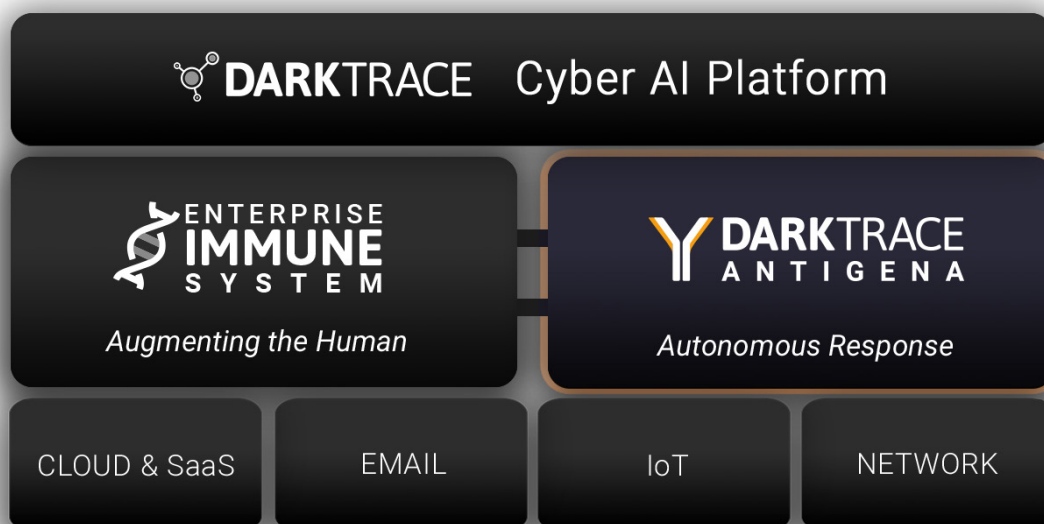 DARKTRACE Cyber AI Platform
ENTERPRISE
IMMUNE
SYSTEM
Augmenting the Human
DARKTRACE
ANTIGENA
Autonomous Response
CLOUD & SaaS
EMAIL
IoT
NETWORK